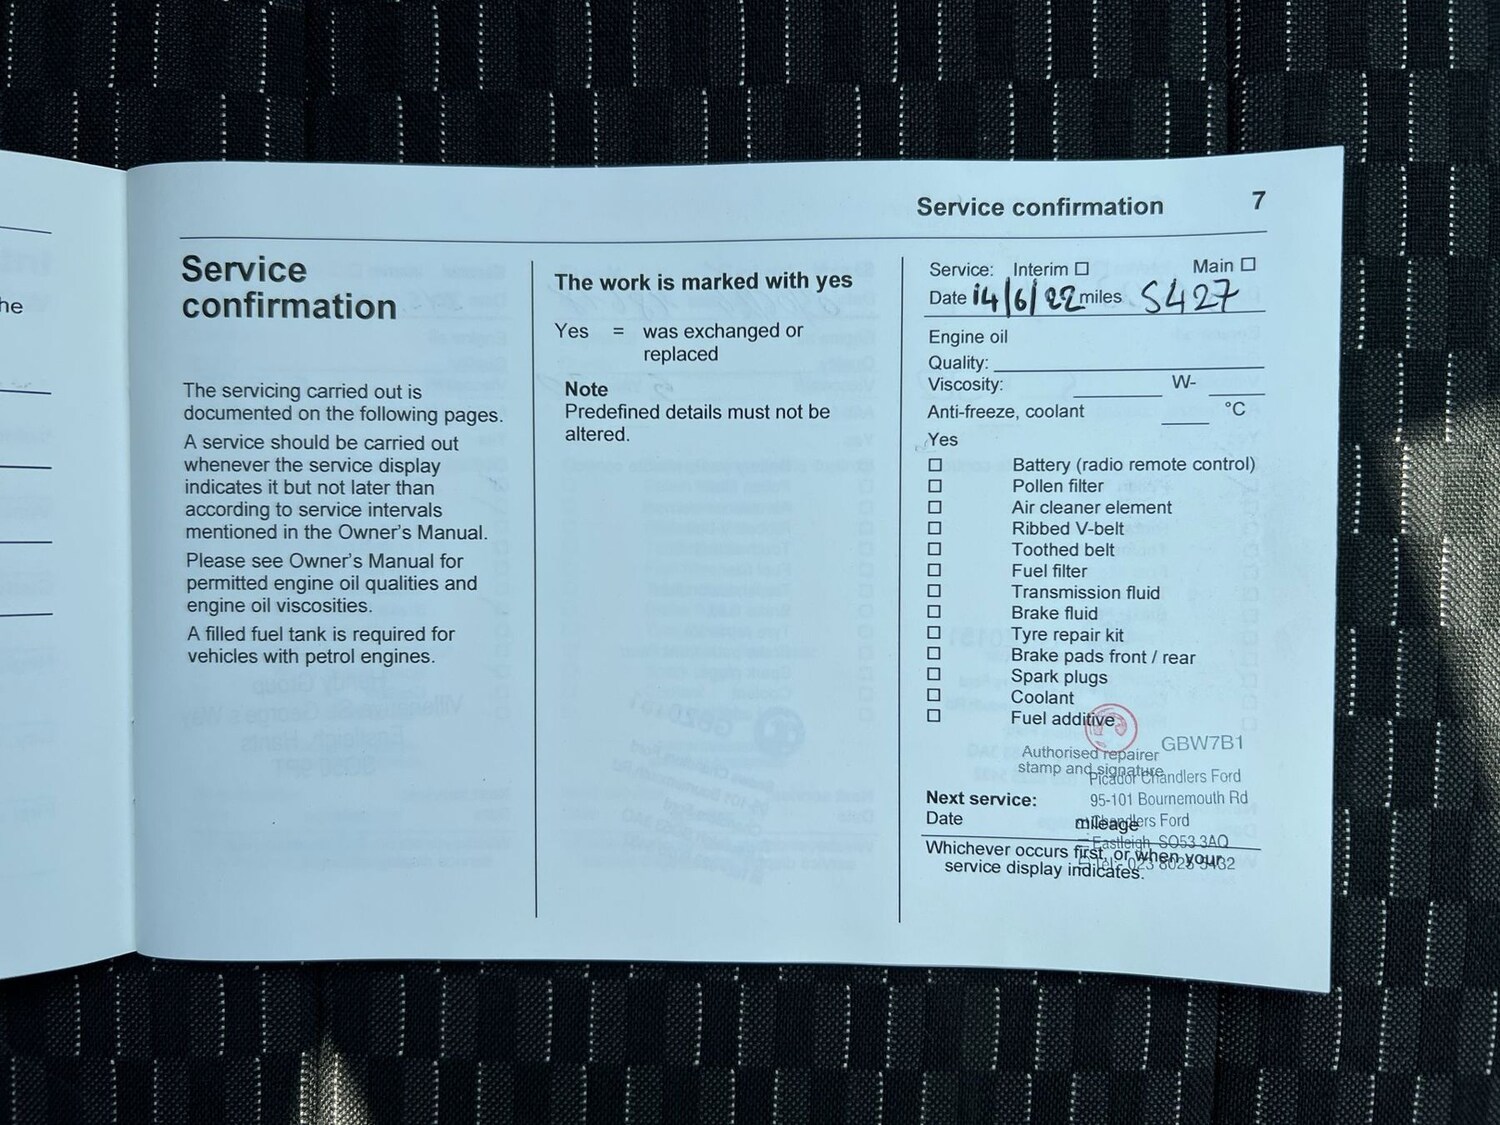 he
Service confirmation 7
Service
confirmation
The servicing carried out is
documented on the following pages.
A service should be carried out
whenever the service display
indicates it but not later than
according to service intervals
mentioned in the Owner's Manual.
Please see Owner's Manual for
permitted engine oil qualities and
engine oil viscosities.
A filled fuel tank is required for
vehicles with petrol engines.
The work is marked with yes
Yes = was exchanged or
replaced
Note
Predefined details must not be
altered.
Service: Interim ☐ Main ☐
Date 14/6/22 miles 5427
Engine oil
Quality:
Viscosity: W-
Anti-freeze, coolant °C
Yes
☐ Battery (radio remote control)
☐ Pollen filter
☐ Air cleaner element
☐ Ribbed V-belt
☐ Toothed belt
☐ Fuel filter
☐ Transmission fluid
☐ Brake fluid
☐ Tyre repair kit
☐ Brake pads front / rear
☐ Spark plugs
☐ Coolant
☐ Fuel additive
GBW7B1
Authorised repairer
stamp and signature
Picador Chandlers Ford
95-101 Bournemouth Rd
Chandlers Ford
Eastleigh, SO53 3AQ
Next service:
Date mileage
Whichever occurs first, or when your
service display indicates.